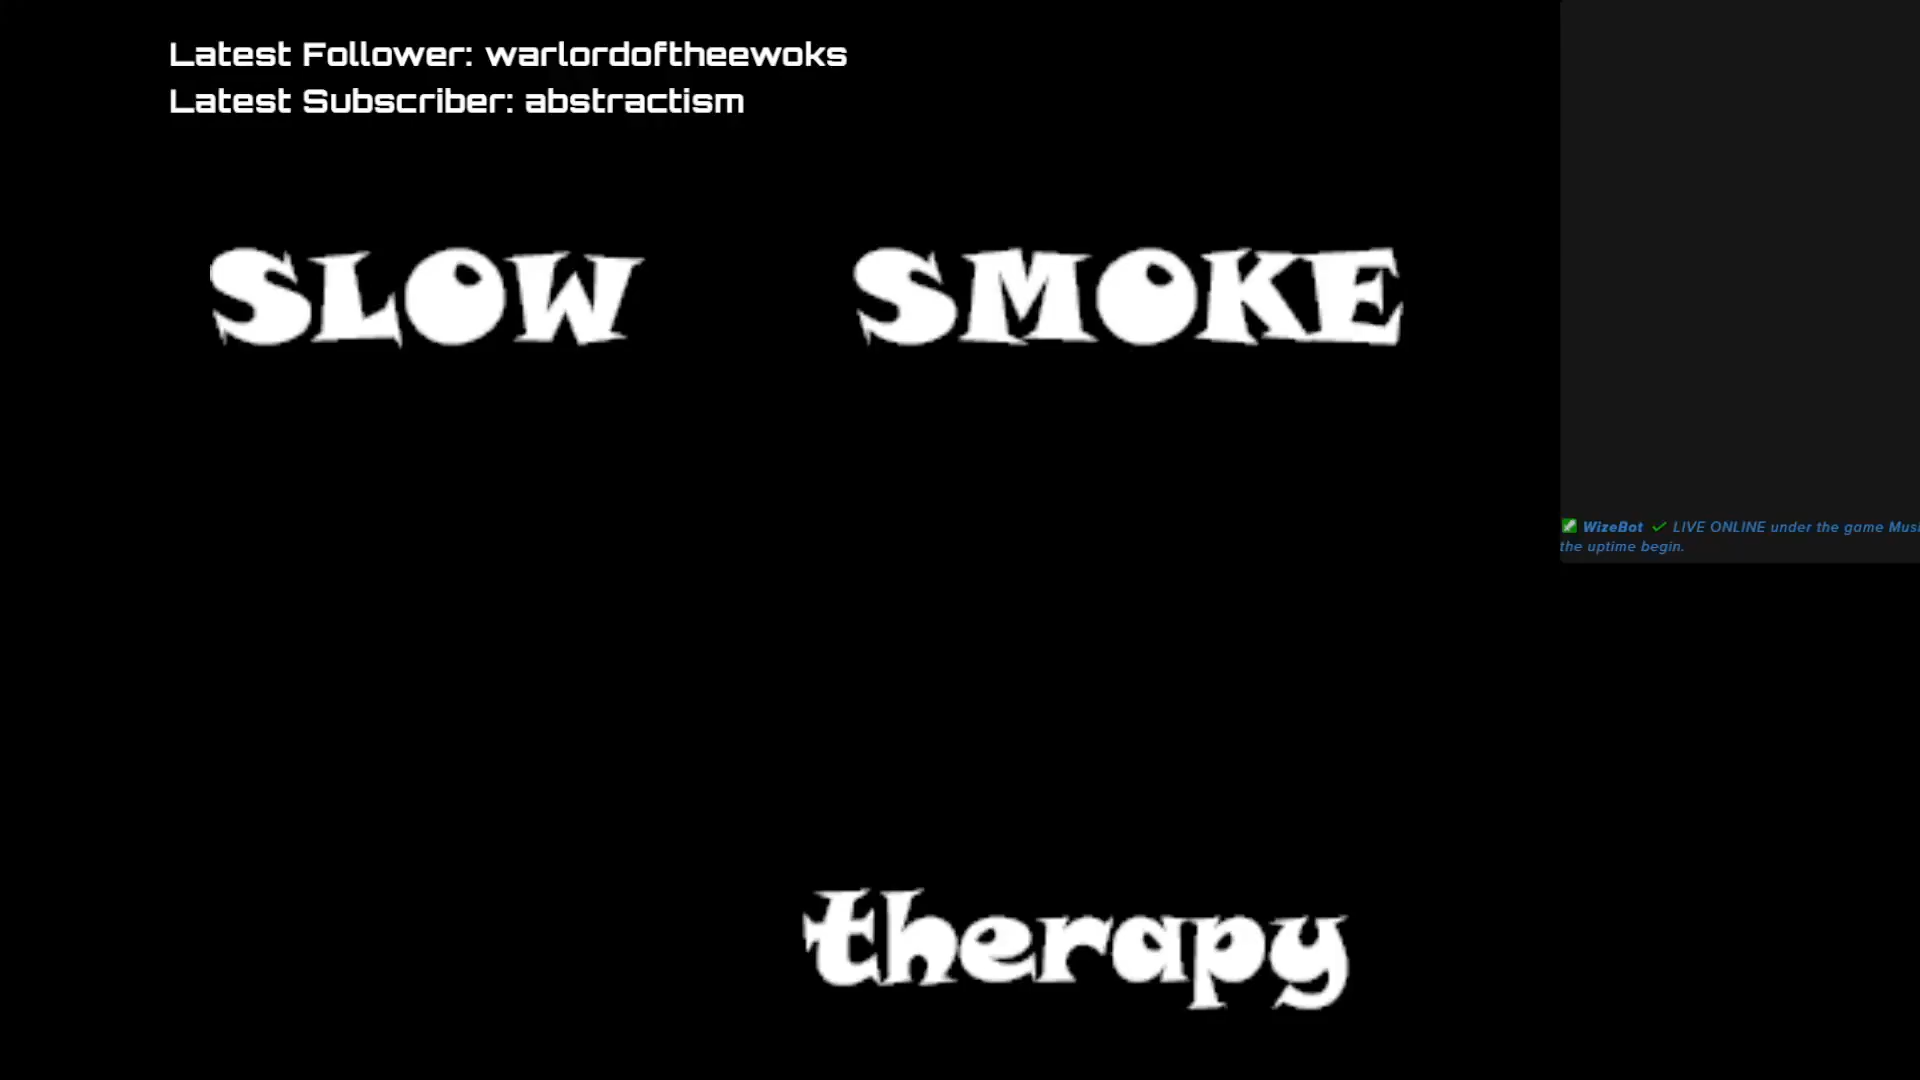 Latest Follower: warlordoftheewoks
Latest Subscriber: abstractism
SLOW SMOKE
WizeBot ✓ LIVE ONLINE under the game
the uptime begin.
therapy